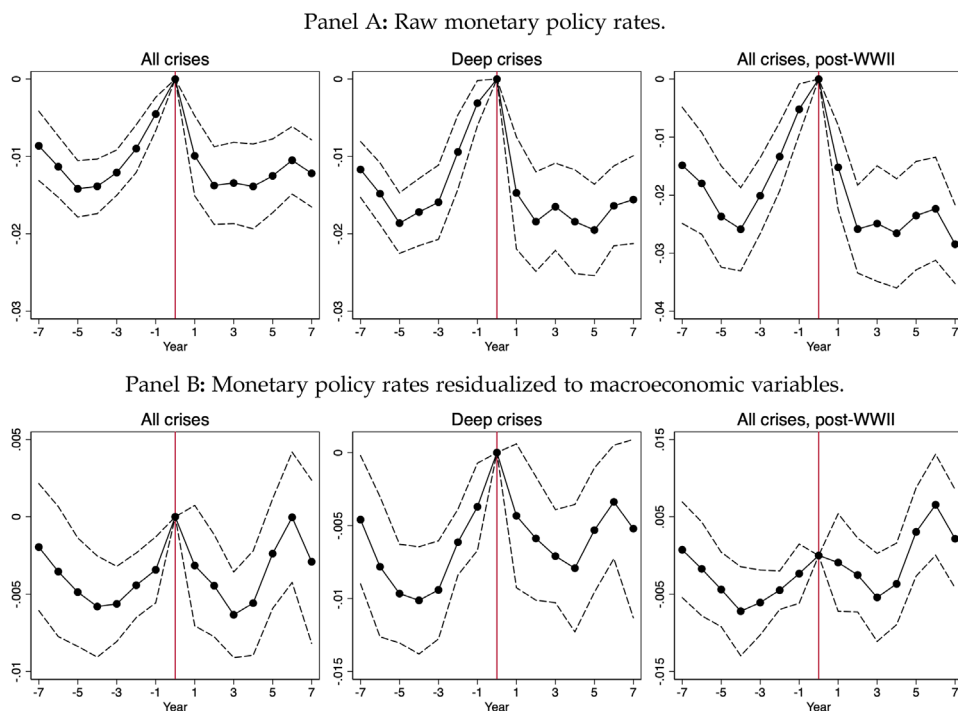 Panel A: Raw monetary policy rates.
All crises
0
-.01
-.02
-.03
-7 -5 -3 -1 1 3 5 7
Year
Deep crises
0
-.01
-.02
-.03
-7 -5 -3 -1 1 3 5 7
Year
All crises, post-WWII
0
-.01
-.02
-.03
-.04
-7 -5 -3 -1 1 3 5 7
Year
Panel B: Monetary policy rates residualized to macroeconomic variables.
All crises
.005
0
-.005
-.01
-7 -5 -3 -1 1 3 5 7
Year
Deep crises
0
-.005
-.01
-.015
-7 -5 -3 -1 1 3 5 7
Year
All crises, post-WWII
.015
.005
-.005
-.015
-7 -5 -3 -1 1 3 5 7
Year